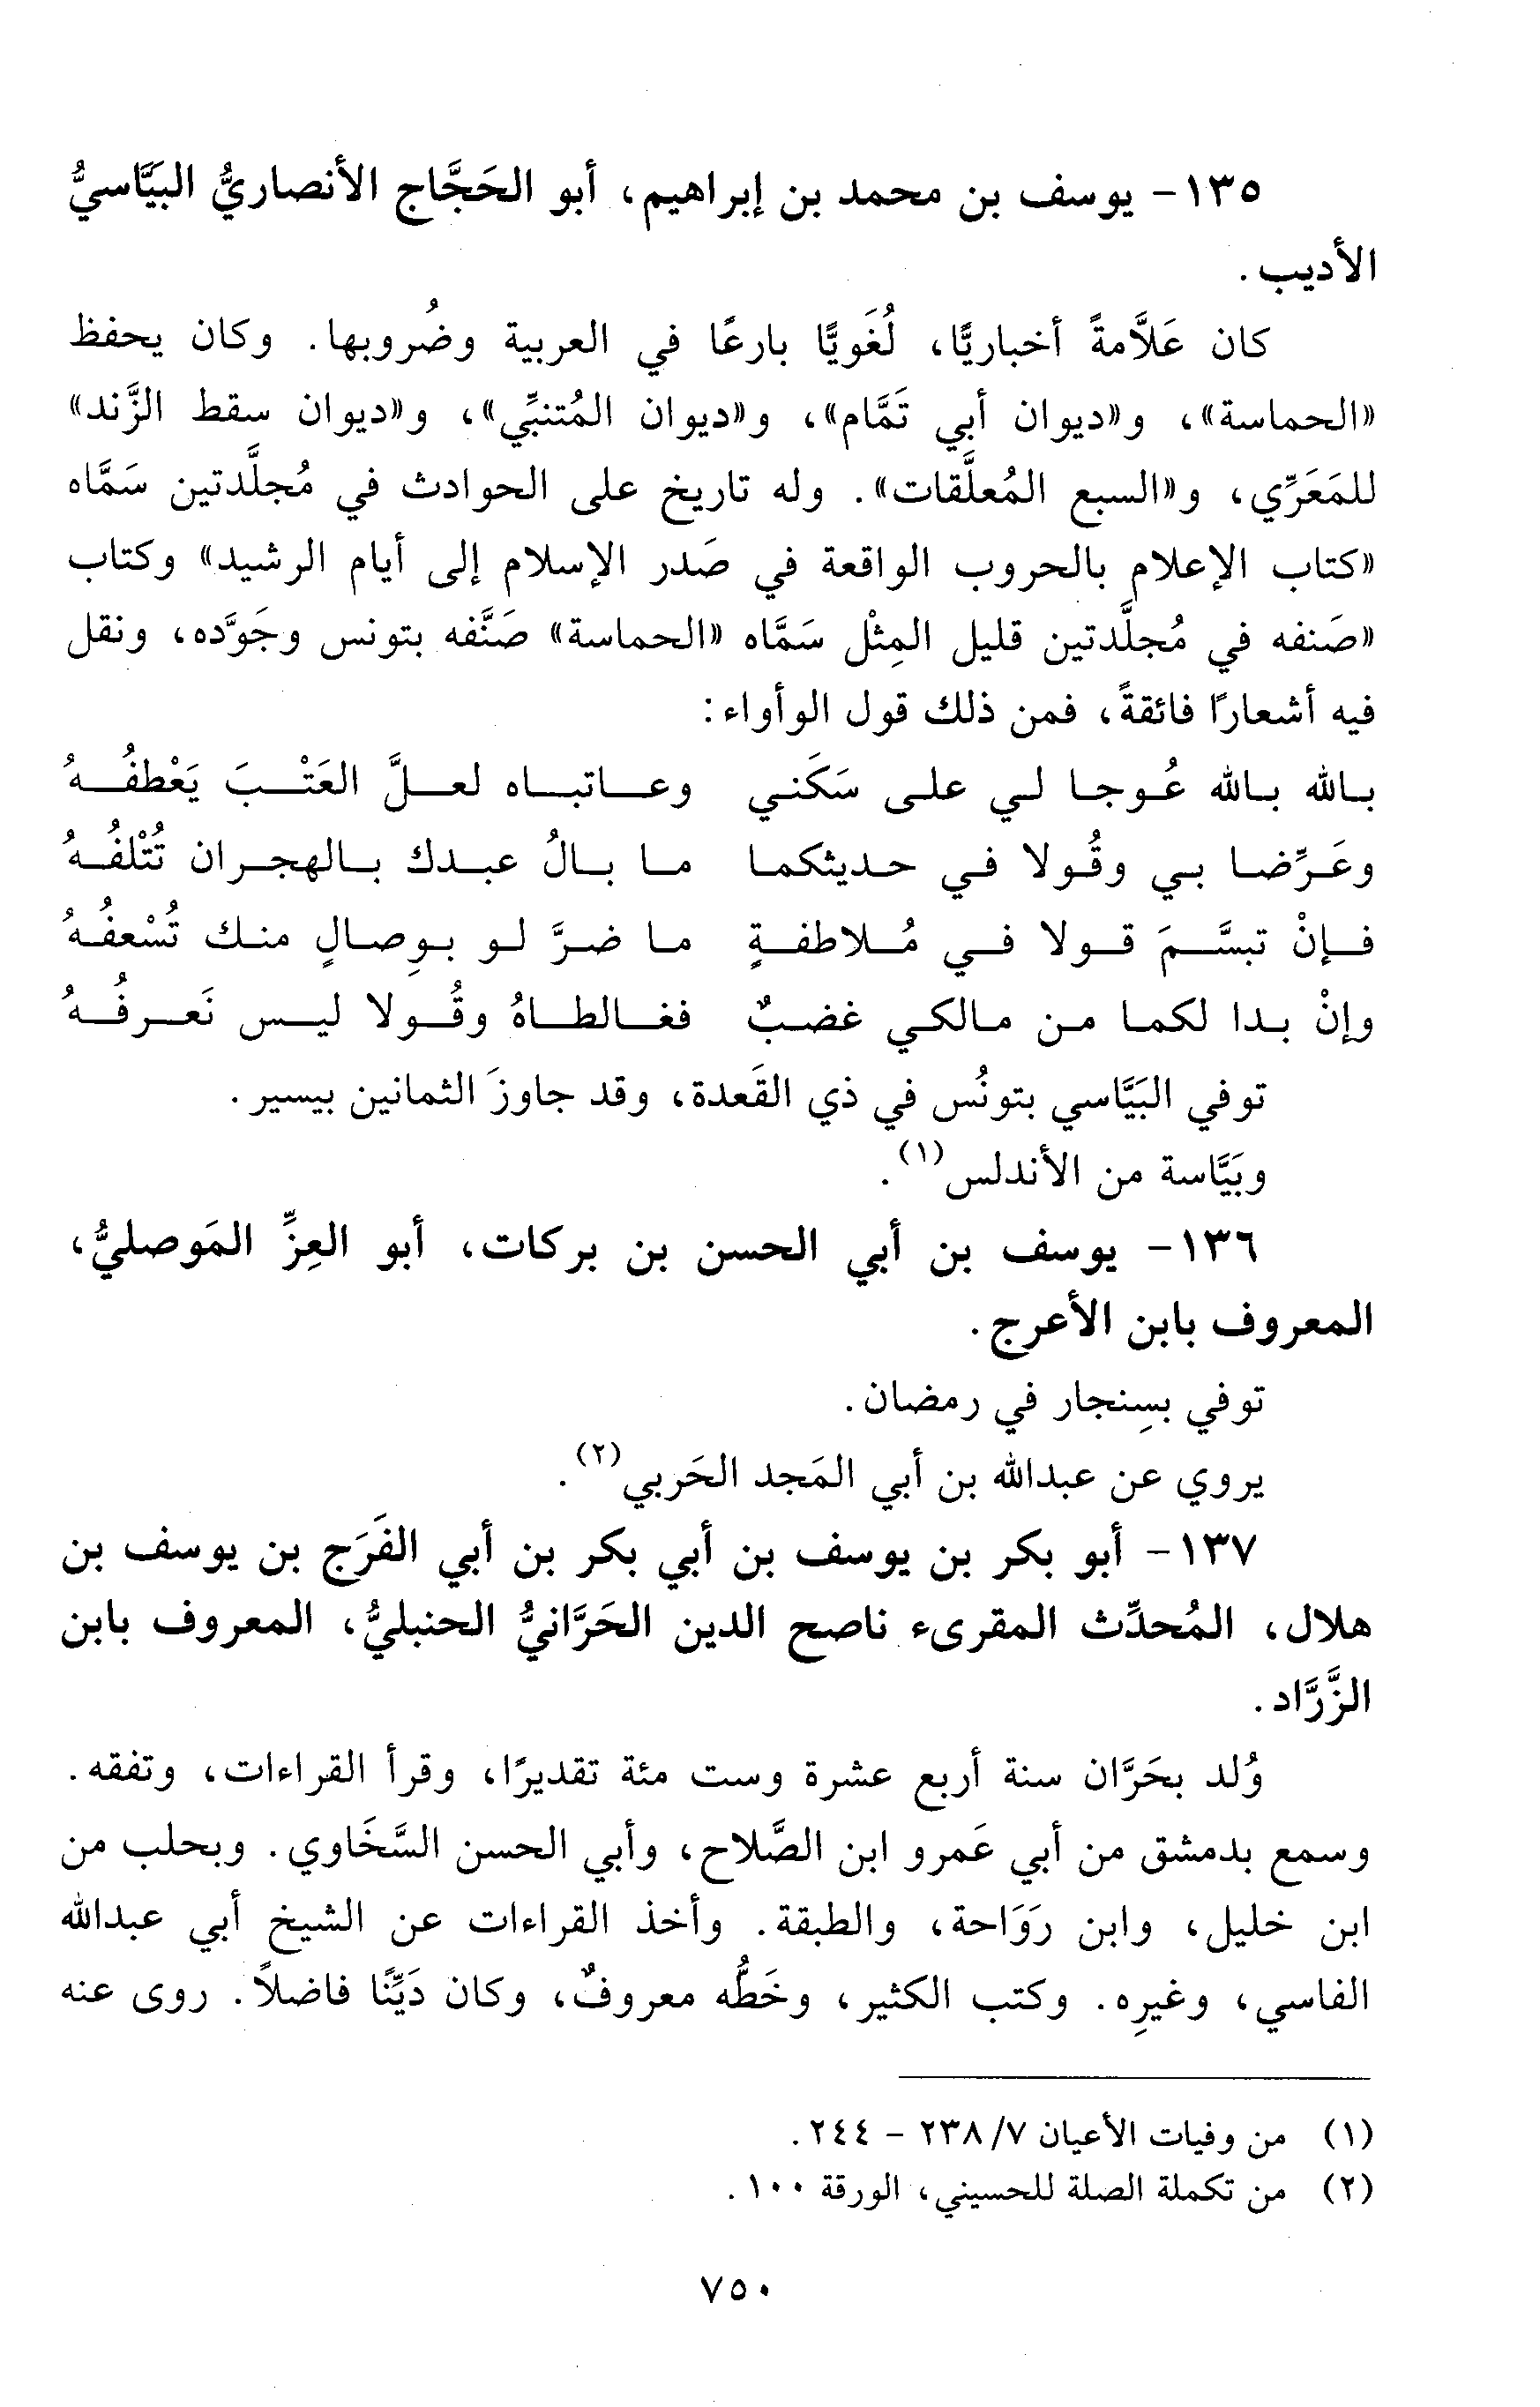 ١٣٥- يوسف بن محمد بن إبراهيم، أبو الحَجَّاج الأنصاريُّ البَيَّاسيُّ
الأديب.
كان عَلاَّمةً أخباريًّا، لُغَويًّا بارعًا في العربية وضُروبها. وكان يحفظ
«الحماسة»، و«ديوان أبي تَمَّام»، و«ديوان المُتنبِّي»، و«ديوان سقط الزَّند»
للمَعَرِّي، و«السبع المُعلَّقات». وله تاريخ على الحوادث في مُجلَّدتين سَمَّاه
«كتاب الإعلام بالحروب الواقعة في صَدر الإسلام إلى أيام الرشيد» وكتاب
«صَنفه في مُجلَّدتين قليل المِثْل سَمَّاه «الحماسة» صَنَّفه بتونس وجَوَّده، ونقل
فيه أشعارًا فائقةً، فمن ذلك قول الوأواء:
بالله بالله عُوجا لي على سَكَني وعاتباه لعلَّ العَتْبَ يَعْطفُهُ
وعَرِّضا بي وقُولا في حديثكما ما بالُ عبدك بالهجران تُتْلفُهُ
فإنْ تبسَّمَ قولا في مُلاطفةٍ ما ضرَّ لو بوِصالٍ منك تُسْعفُهُ
وإنْ بدا لكما من مالكي غضبٌ فغالطاهُ وقُولا ليس نَعرفُهُ
توفي البَيَّاسي بتونُس في ذي القَعدة، وقد جاوزَ الثمانين بيسير.
وبَيَّاسة من الأندلس(١).
١٣٦- يوسف بن أبي الحسن بن بركات، أبو العِزِّ المَوصليُّ،
المعروف بابن الأعرج.
توفي بسِنجار في رمضان.
يروي عن عبدالله بن أبي المَجد الحَربي(٢).
١٣٧- أبو بكر بن يوسف بن أبي بكر بن أبي الفَرَج بن يوسف بن
هلال، المُحدِّث المقرىء ناصح الدين الحَرَّانيُّ الحنبليُّ، المعروف بابن
الزَّرَّاد.
وُلد بحَرَّان سنة أربع عشرة وست مئة تقديرًا، وقرأ القراءات، وتفقه.
وسمع بدمشق من أبي عَمرو ابن الصَّلاح، وأبي الحسن السَّخَاوي. وبحلب من
ابن خليل، وابن رَوَاحة، والطبقة. وأخذ القراءات عن الشيخ أبي عبدالله
الفاسي، وغيرِه. وكتب الكثير، وخَطُّه معروفٌ، وكان دَيِّنًا فاضلاً. روى عنه
(١) من وفيات الأعيان ٧/ ٢٣٨ - ٢٤٤.
(٢) من تكملة الصلة للحسيني، الورقة ١٠٠.
٧٥٠